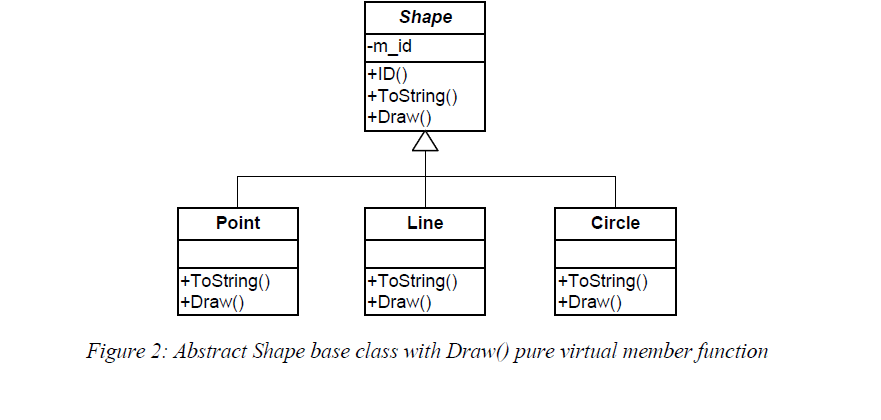 Shape
-m_id
+ID()
+ToString()
+Draw()
Point
Line
Circle
+ToString()
+Draw()
+ToString()
+Draw()
+ToString()
+Draw()
Figure 2: Abstract Shape base class with Draw() pure virtual member function